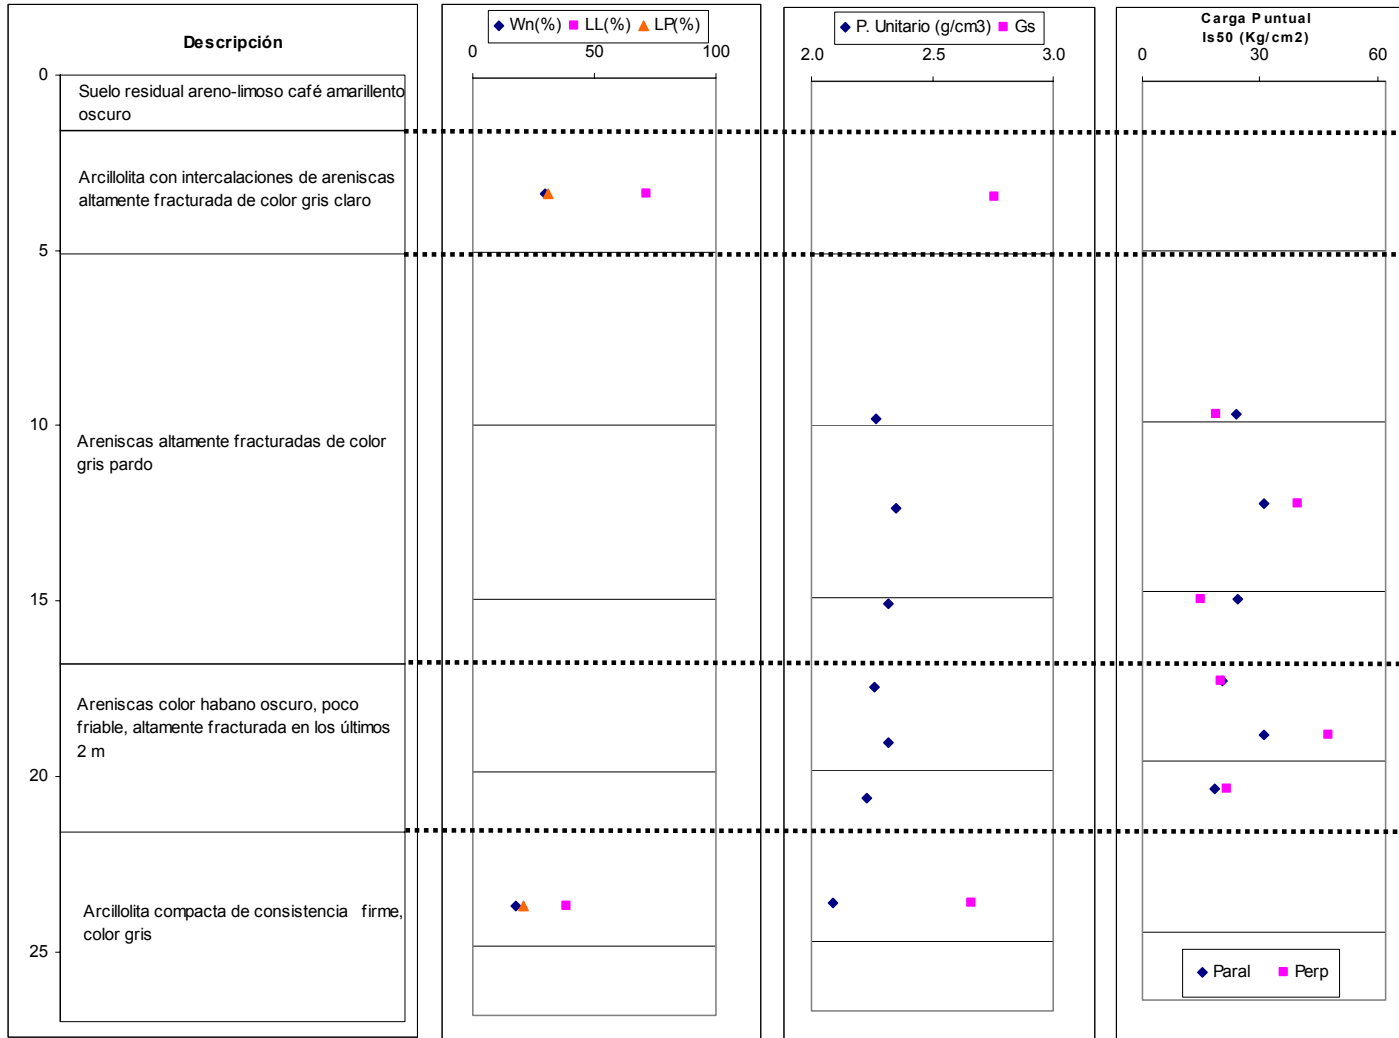 Descripción
Wn(%) LL(%) LP(%)
0 50 100
P. Unitario (g/cm3) Gs
2.0 2.5 3.0
Carga Puntual
Is50 (Kg/cm2)
0 30 60
0
Suelo residual areno-limoso café amarillento
oscuro
Arcillolita con intercalaciones de areniscas
altamente fracturada de color gris claro
5
10
Areniscas altamente fracturadas de color
gris pardo
15
Areniscas color habano oscuro, poco
friable, altamente fracturada en los últimos
2 m
20
Arcillolita compacta de consistencia firme,
color gris
25
Paral Perp